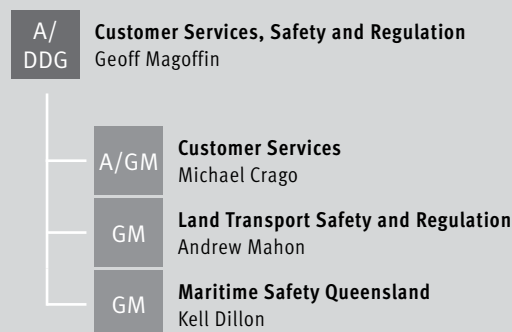 A/
DDG
Customer Services, Safety and Regulation
Geoff Magoffin
A/GM
Customer Services
Michael Crago
GM
Land Transport Safety and Regulation
Andrew Mahon
GM
Maritime Safety Queensland
Kell Dillon